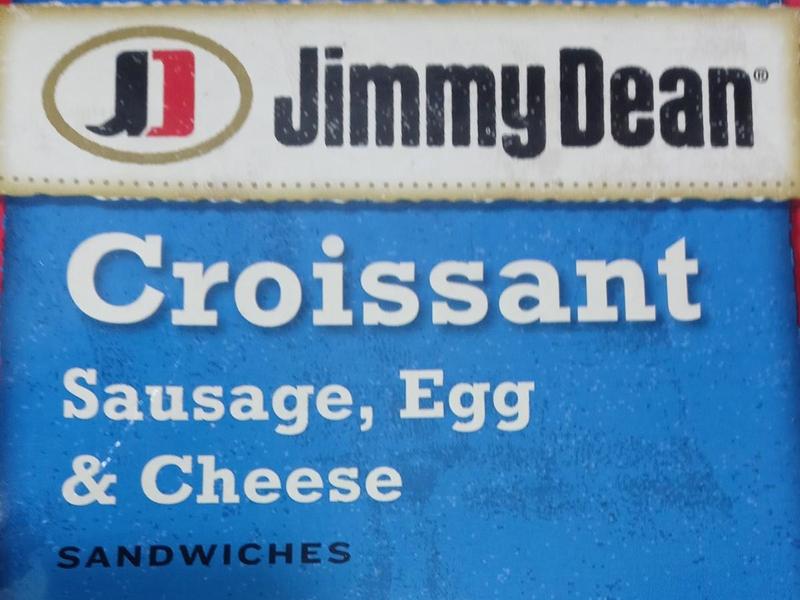 JD
Jimmy Dean®
Croissant
Sausage, Egg
& Cheese
SANDWICHES